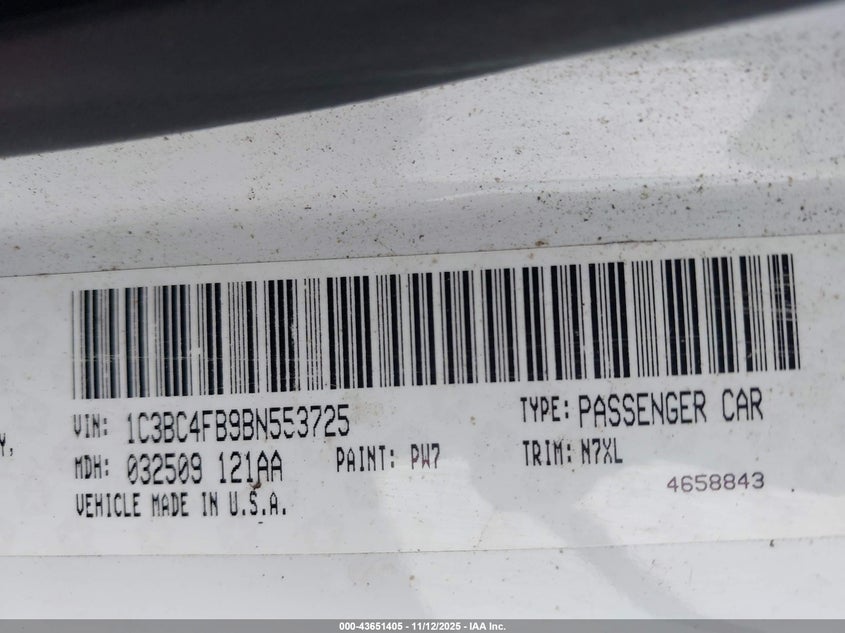 VIN: 1C3BC4FB9BN553725 TYPE: PASSENGER CAR
Y,
MDH: 032509 121AA PAINT: PW7 TRIM: N7XL
VEHICLE MADE IN U.S.A. 4658843
000-43651405 - 11/12/2025 - IAA Inc.